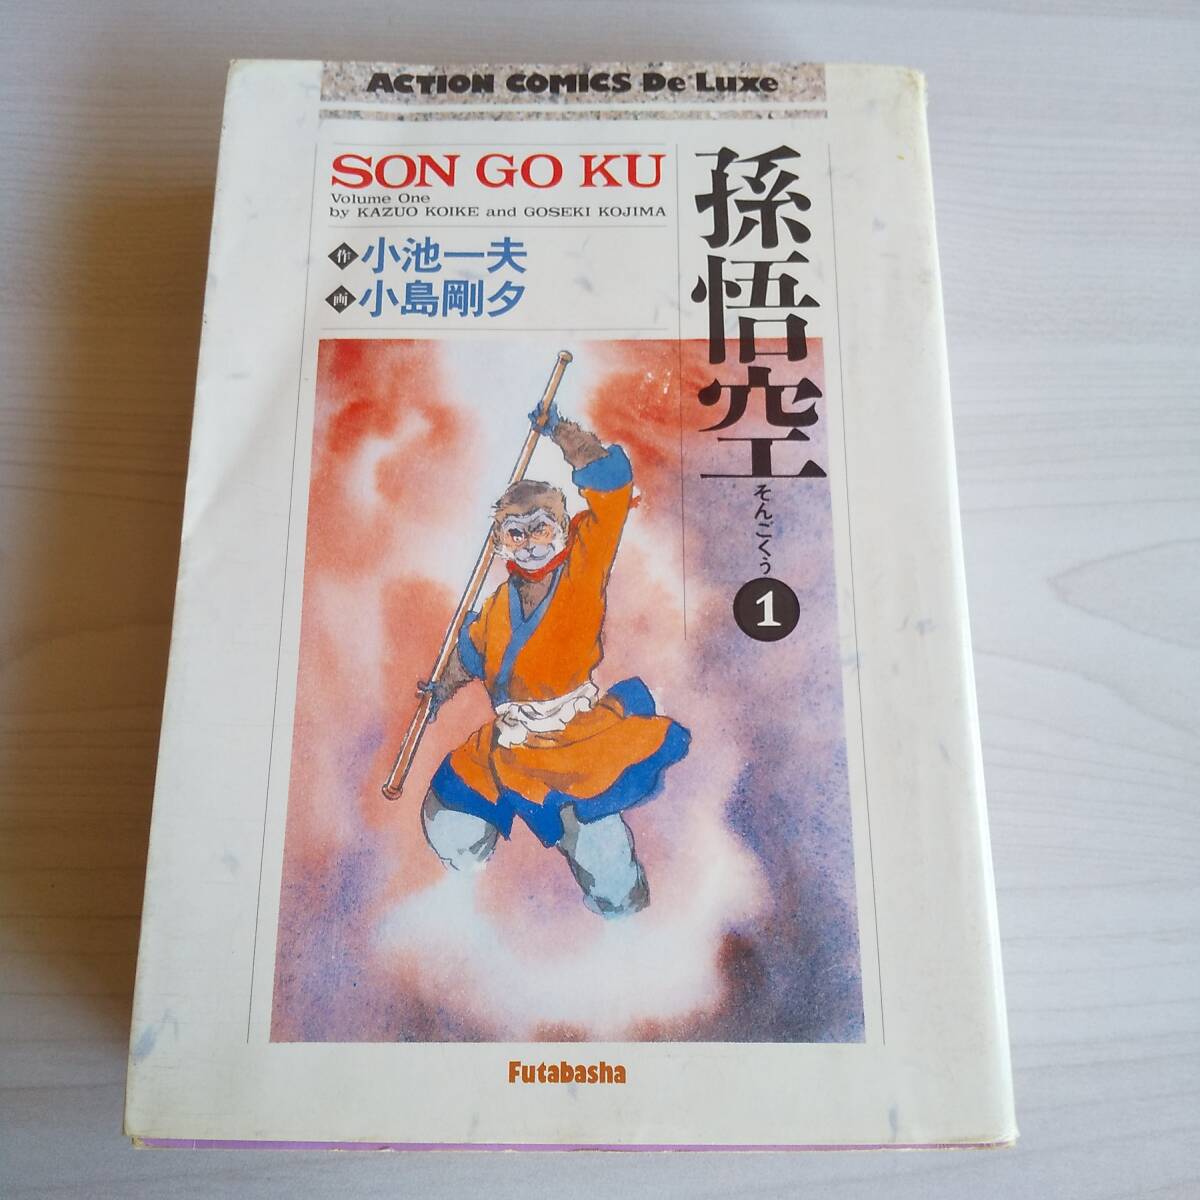 ACTION COMICS De Luxe
SON GO KU
Volume One
by KAZUO KOIKE and GOSEKI KOJIMA
作 小池一夫
画 小島剛夕
孫悟空
そんごくう
1
Futabasha